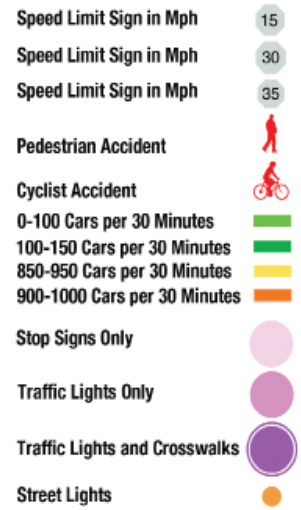 Speed Limit Sign in Mph 15
Speed Limit Sign in Mph 30
Speed Limit Sign in Mph 35
Pedestrian Accident
Cyclist Accident
0-100 Cars per 30 Minutes
100-150 Cars per 30 Minutes
850-950 Cars per 30 Minutes
900-1000 Cars per 30 Minutes
Stop Signs Only
Traffic Lights Only
Traffic Lights and Crosswalks
Street Lights